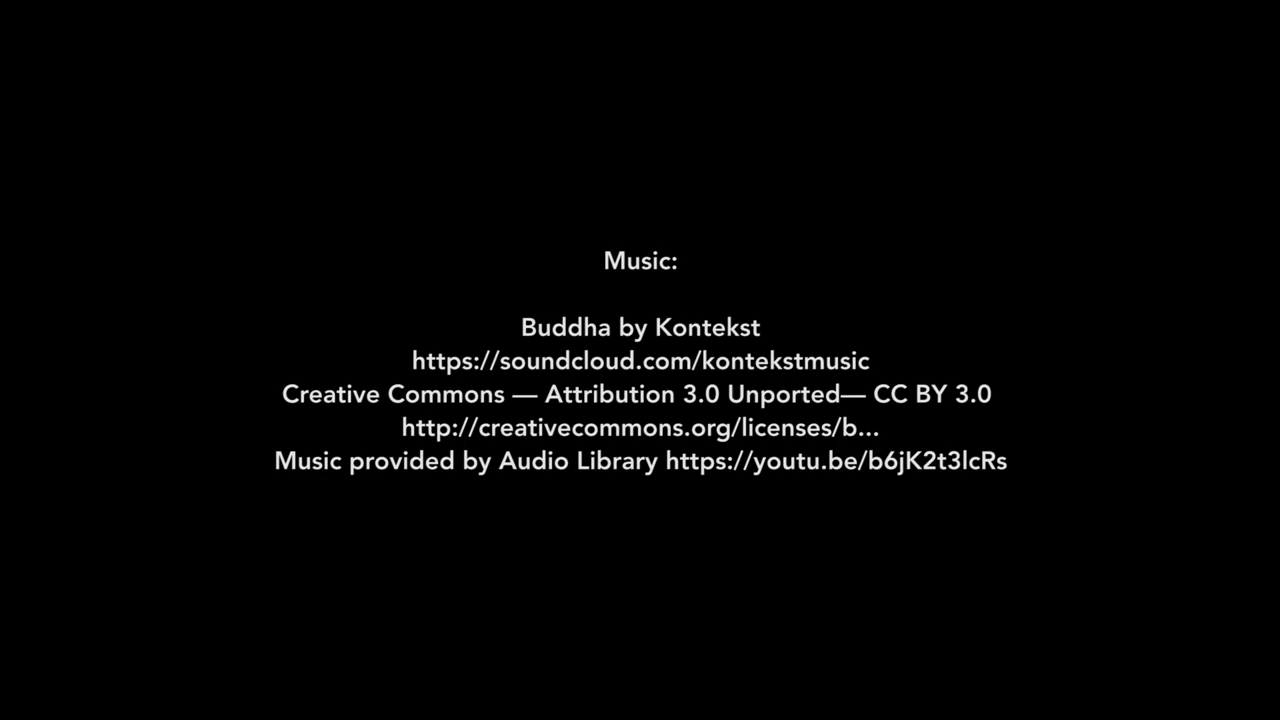 Music:
Buddha by Kontekst
https://soundcloud.com/kontekstmusic
Creative Commons — Attribution 3.0 Unported— CC BY 3.0
http://creativecommons.org/licenses/b...
Music provided by Audio Library https://youtu.be/b6jK2t3lcRs